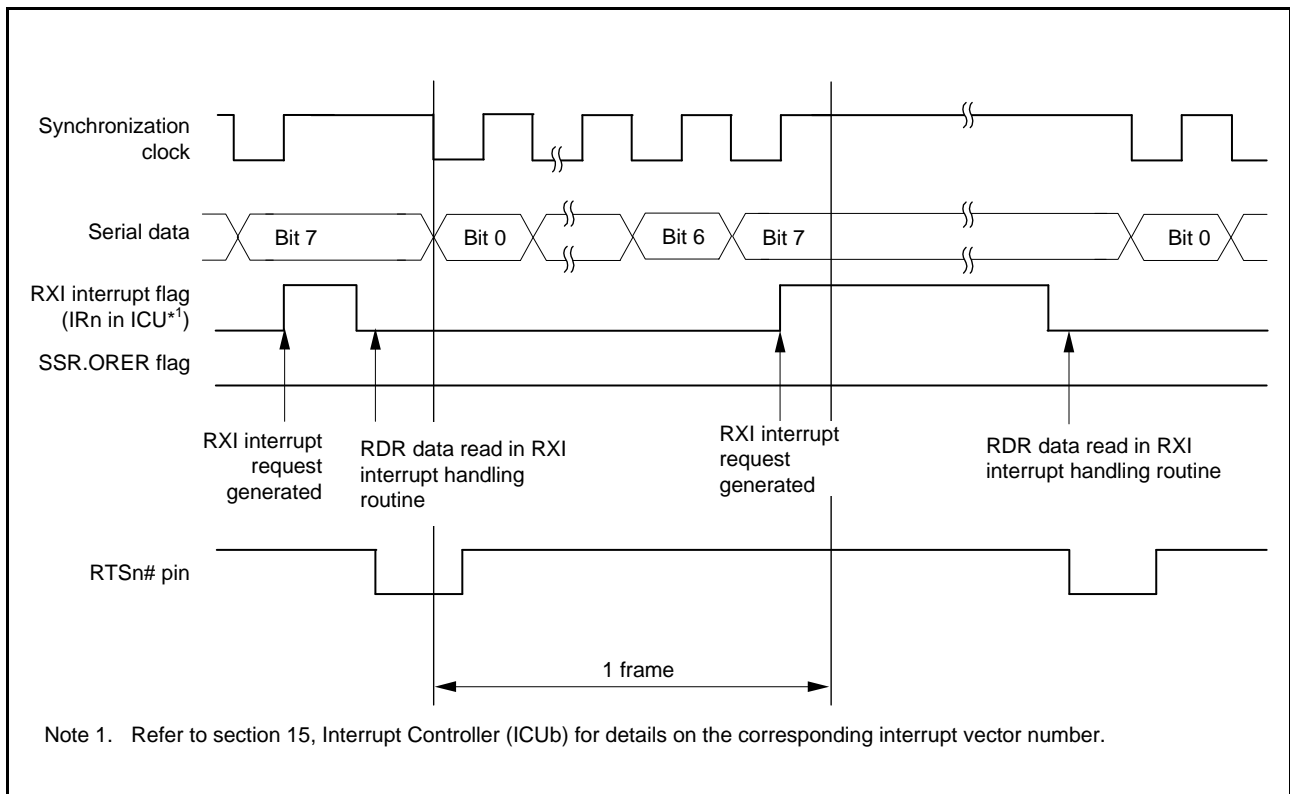 Synchronization
clock
Serial data
Bit 7
Bit 0
Bit 6
Bit 7
Bit 0
RXI interrupt flag
(IRn in ICU*1)
SSR.ORER flag
RXI interrupt
request
generated
RDR data read in RXI
interrupt handling
routine
RXI interrupt
request
generated
RDR data read in RXI
interrupt handling routine
RTSn# pin
1 frame
Note 1. Refer to section 15, Interrupt Controller (ICUb) for details on the corresponding interrupt vector number.